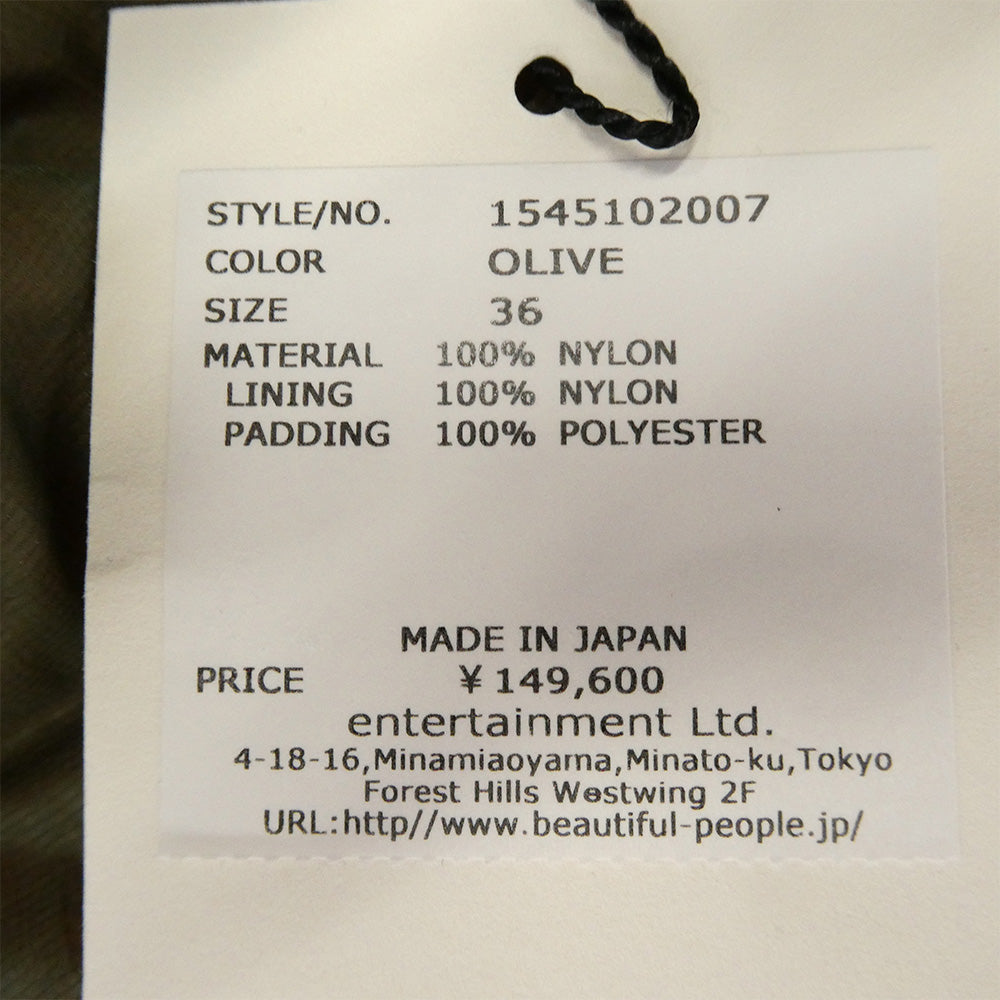 STYLE/NO. 1545102007
COLOR OLIVE
SIZE 36
MATERIAL 100% NYLON
LINING 100% NYLON
PADDING 100% POLYESTER
MADE IN JAPAN
PRICE ¥149,600
entertainment Ltd.
4-18-16,Minamiaoyama,Minato-ku,Tokyo
Forest Hills Westwing 2F
URL:http//www.beautiful-people.jp/